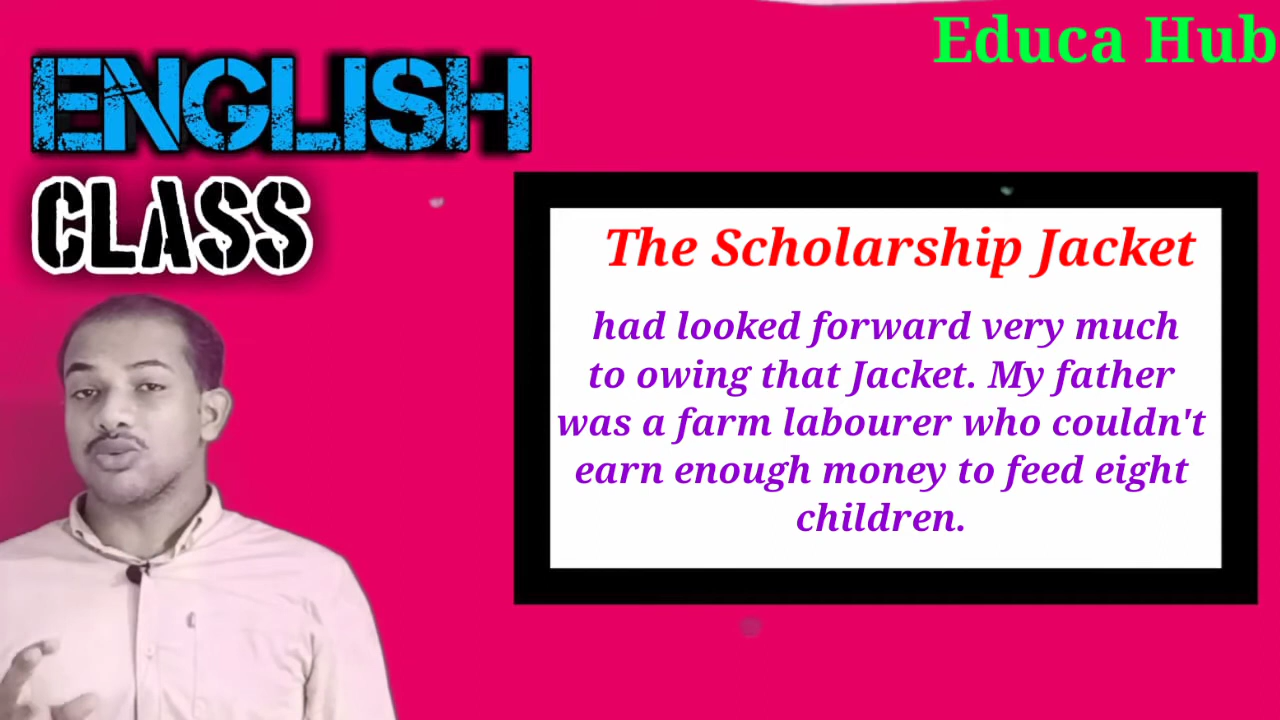 Educa Hub
ENGLISH
CLASS
The Scholarship Jacket
had looked forward very much
to owing that Jacket. My father
was a farm labourer who couldn't
earn enough money to feed eight
children.